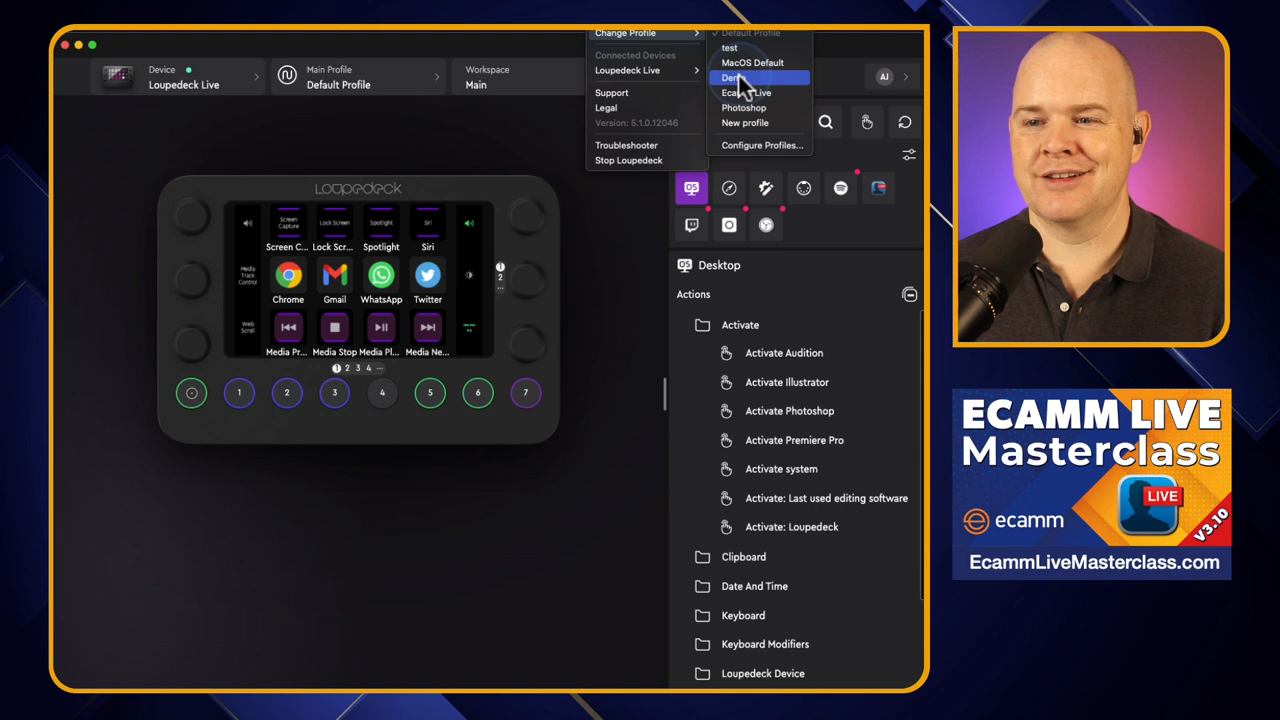 Device
Loupedeck Live
Main Profile
Default Profile
Workspace
Main
AI
Change Profile
Connected Devices
Loupedeck Live
Support
Legal
Version: 5.1.0.12046
Troubleshooter
Stop Loupedeck
✓ Default Profile
test
MacOS Default
Photoshop
New profile
Configure Profiles...
loupedeck
Screen Capture
Lock Screen
Spotlight
Siri
Screen C...
Lock Scr...
Spotlight
Siri
Media
Track
Control
Chrome
Gmail
WhatsApp
Twitter
1
2
...
Web
Scroll
Media Pr...
Media Stop
Media Pl...
Media Ne...
1 2 3 4 ...
1 2 3 4 5 6 7
OS
OS Desktop
Actions
Activate
Activate Audition
Activate Illustrator
Activate Photoshop
Activate Premiere Pro
Activate system
Activate: Last used editing software
Activate: Loupedeck
Clipboard
Date And Time
Keyboard
Keyboard Modifiers
Loupedeck Device
ECAMM LIVE
Masterclass
LIVE
ecamm
V3.10
EcammLiveMasterclass.com